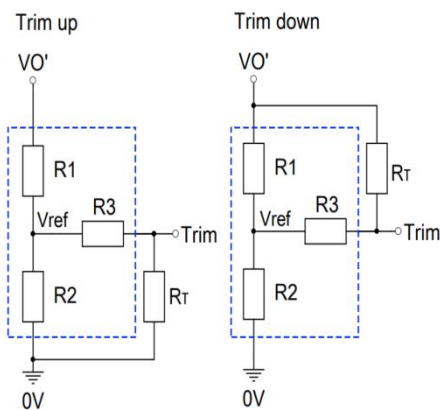 Trim up
VO'
R1
Vref
R3
Trim
R2
RT
0V
Trim down
VO'
R1
RT
Vref
R3
Trim
R2
0V